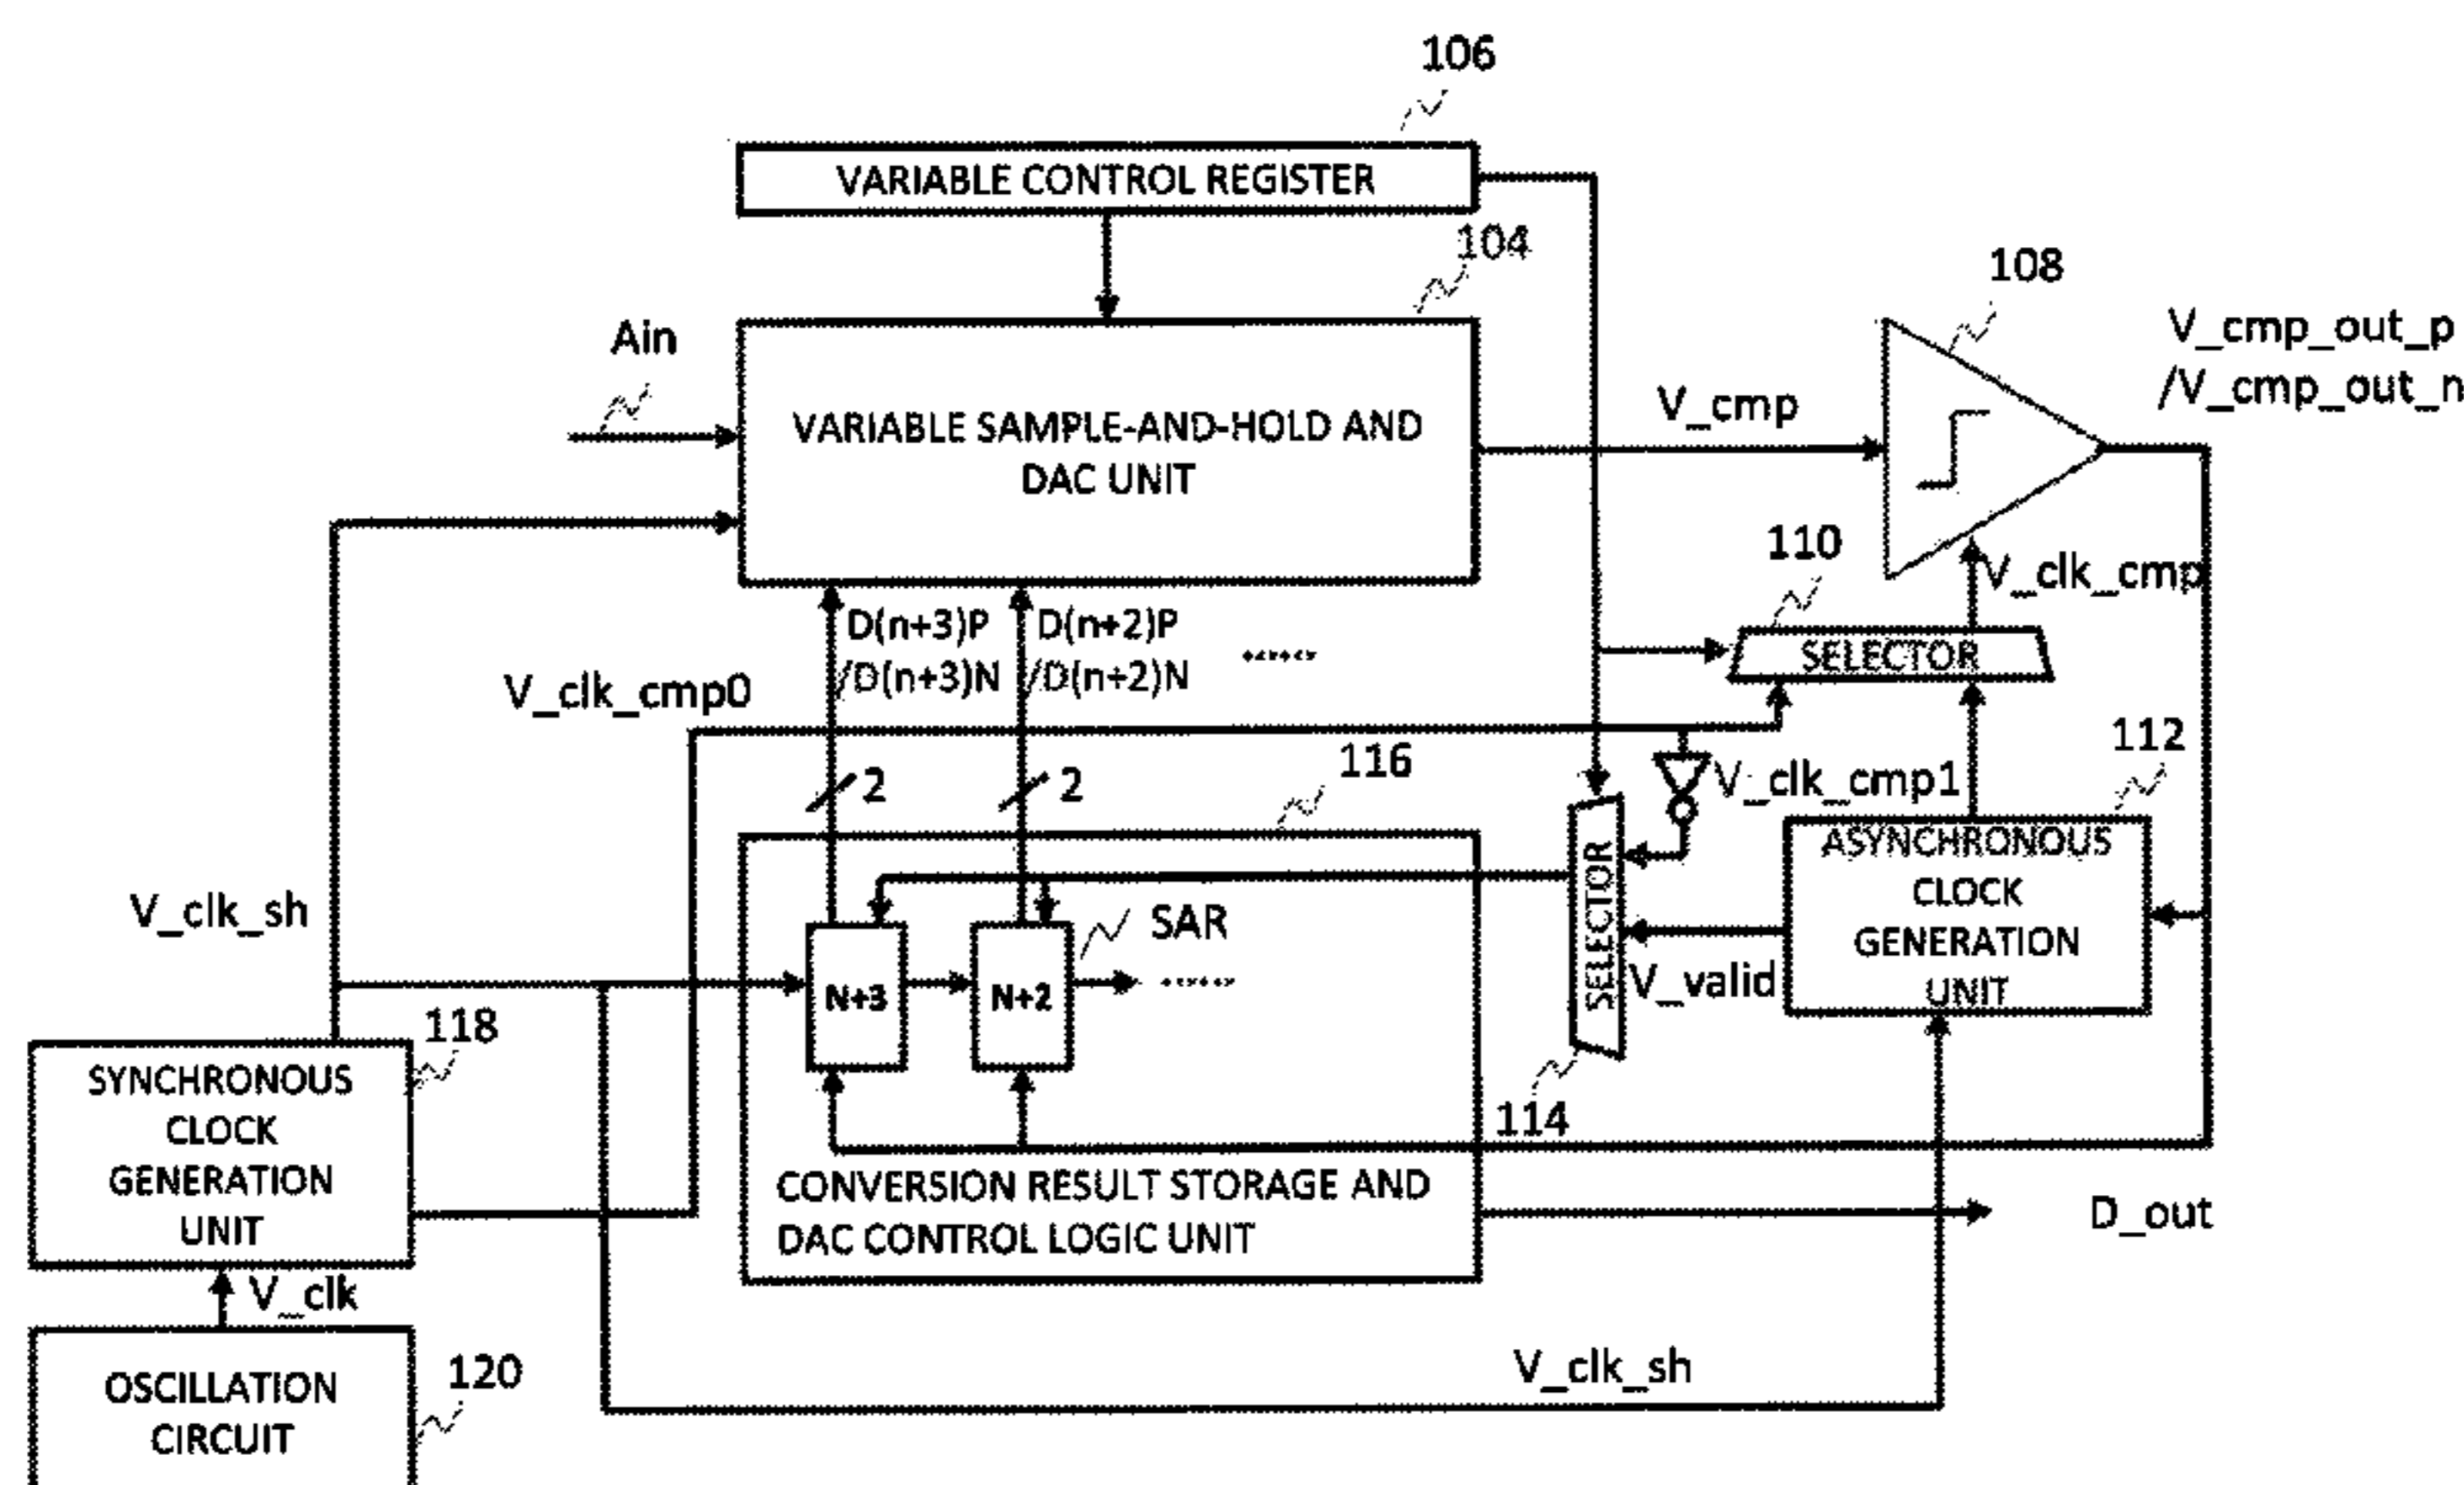 106
VARIABLE CONTROL REGISTER
104
108
Ain
V_cmp_out_p
/V_cmp_out_n
V_cmp
VARIABLE SAMPLE-AND-HOLD AND
DAC UNIT
110
V_clk_cmp
D(n+3)P
/D(n+3)N
D(n+2)P
/D(n+2)N
......
SELECTOR
V_clk_cmp0
112
116
2
2
V_clk_cmp1
ASYNCHRONOUS
CLOCK
GENERATION
UNIT
SELECTOR
V_clk_sh
SAR
N+3
N+2
......
V_valid
118
SYNCHRONOUS
CLOCK
GENERATION
UNIT
114
CONVERSION RESULT STORAGE AND
DAC CONTROL LOGIC UNIT
D_out
V_clk
120
OSCILLATION
CIRCUIT
V_clk_sh